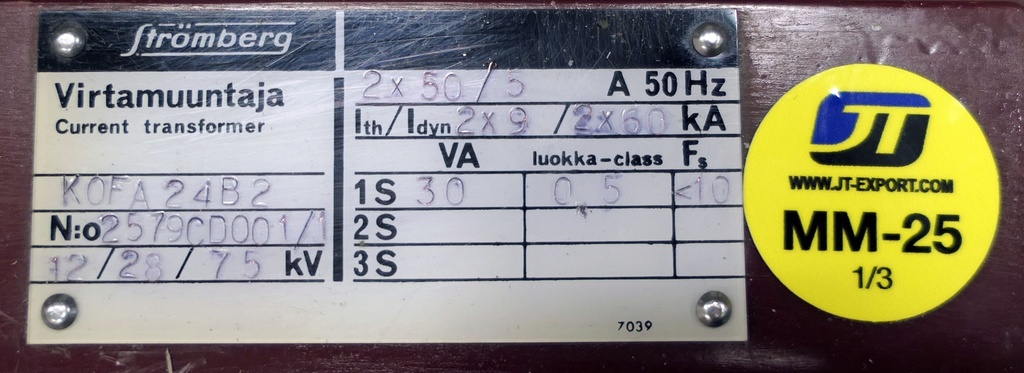 Strömberg
Virtamuuntaja
Current transformer
KOFA24B2
N:o 2579CD001/1
12/28/75 kV
2x50/5 A 50 Hz
Ith/Idyn 2x9 /2x60 kA
VA luokka-class Fs
1S 30 0,5 <10
2S
3S
7039
JT
WWW.JT-EXPORT.COM
MM-25
1/3